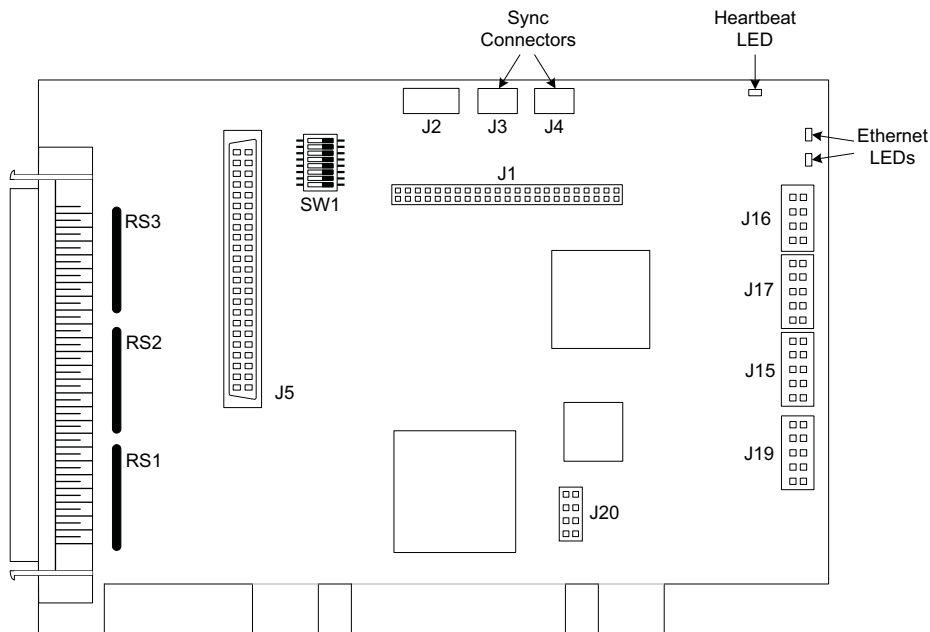 Sync
Connectors
Heartbeat
LED
J2
J3
J4
Ethernet
LEDs
SW1
J1
RS3
J16
J17
RS2
J15
J5
RS1
J19
J20